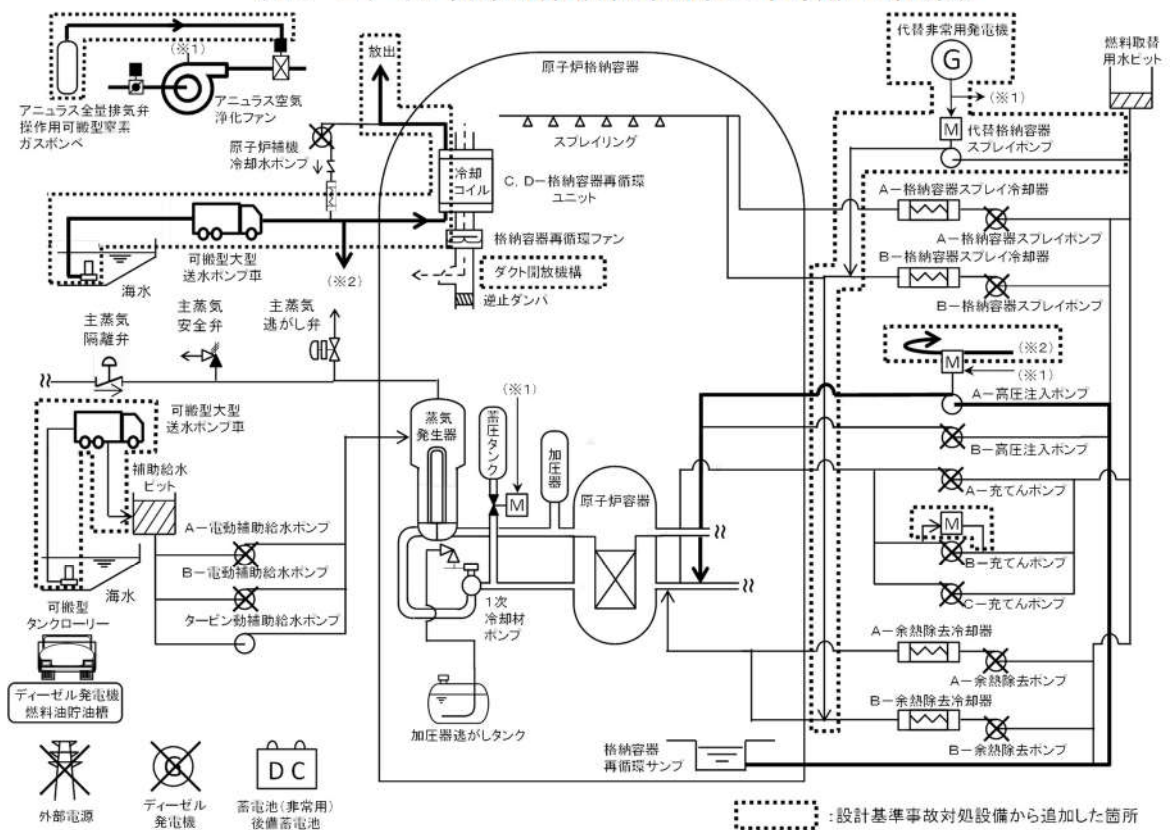 (※1)
アニュラス全量排気弁
操作用可搬型窒素
ガスボンベ
アニュラス空気
浄化ファン
放出
原子炉補機
冷却水ポンプ
原子炉格納容器
スプレイリング
冷却
コイル
C, D-格納容器再循環
ユニット
格納容器再循環ファン
ダクト開放機構
逆止ダンパ
可搬型大型
送水ポンプ車
海水
(※2)
代替非常用発電機
G
(※1)
M
代替格納容器
スプレイポンプ
燃料取替
用水ピット
A-格納容器スプレイ冷却器
A-格納容器スプレイポンプ
B-格納容器スプレイ冷却器
B-格納容器スプレイポンプ
(※2)
M
(※1)
A-高圧注入ポンプ
B-高圧注入ポンプ
A-充てんポンプ
M
B-充てんポンプ
C-充てんポンプ
A-余熱除去冷却器
A-余熱除去ポンプ
B-余熱除去冷却器
B-余熱除去ポンプ
主蒸気
隔離弁
主蒸気
安全弁
主蒸気
逃がし弁
可搬型大型
送水ポンプ車
補助給水
ピット
A-電動補助給水ポンプ
B-電動補助給水ポンプ
タービン動補助給水ポンプ
海水
可搬型
タンクローリー
ディーゼル発電機
燃料油貯油槽
蒸気
発生器
蓄圧タンク
(※1)
M
加圧器
原子炉容器
1次
冷却材
ポンプ
加圧器逃がしタンク
格納容器
再循環サンプ
外部電源
G
ディーゼル
発電機
DC
蓄電池(非常用)
後備蓄電池
:設計基準事故対処設備から追加した箇所